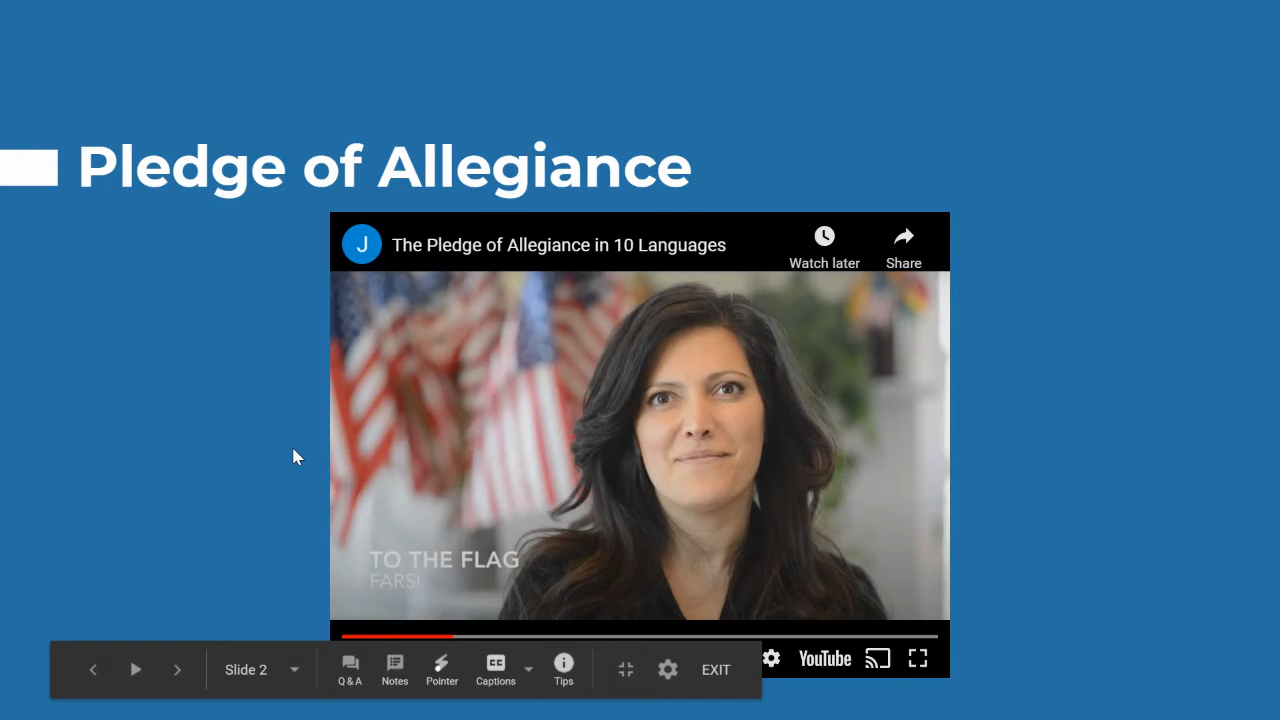 Pledge of Allegiance
J
The Pledge of Allegiance in 10 Languages
Watch later
Share
TO THE FLAG
FARSI
YouTube
Slide 2
Q & A
Notes
Pointer
CC
Captions
Tips
EXIT